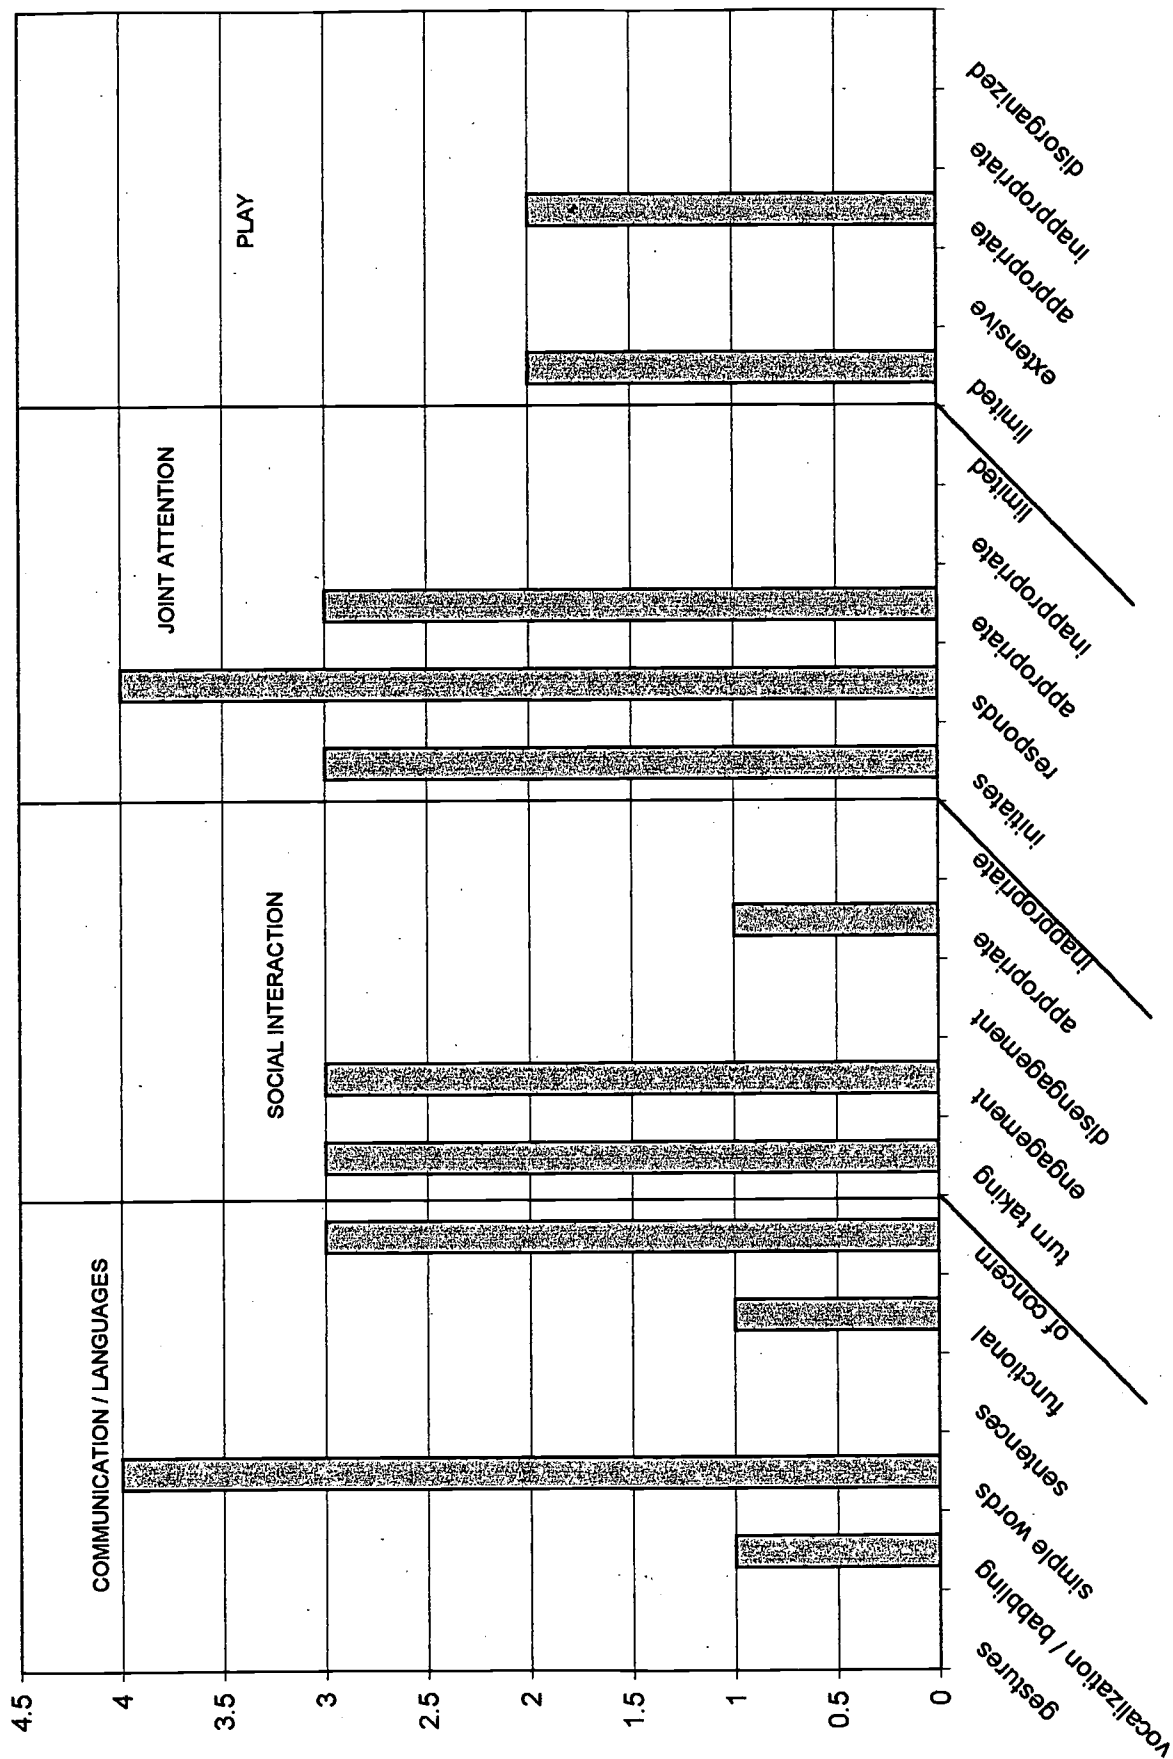 COMMUNICATION / LANGUAGES
SOCIAL INTERACTION
JOINT ATTENTION
PLAY
4.5
4
3.5
3
2.5
2
1.5
1
0.5
0
gestures
vocalization / babbling
simple words
sentences
functional
of concern
turn taking
engagement
disengagement
appropriate
inappropriate
initiates
responds
appropriate
inappropriate
limited
limited
extensive
appropriate
inappropriate
disorganized